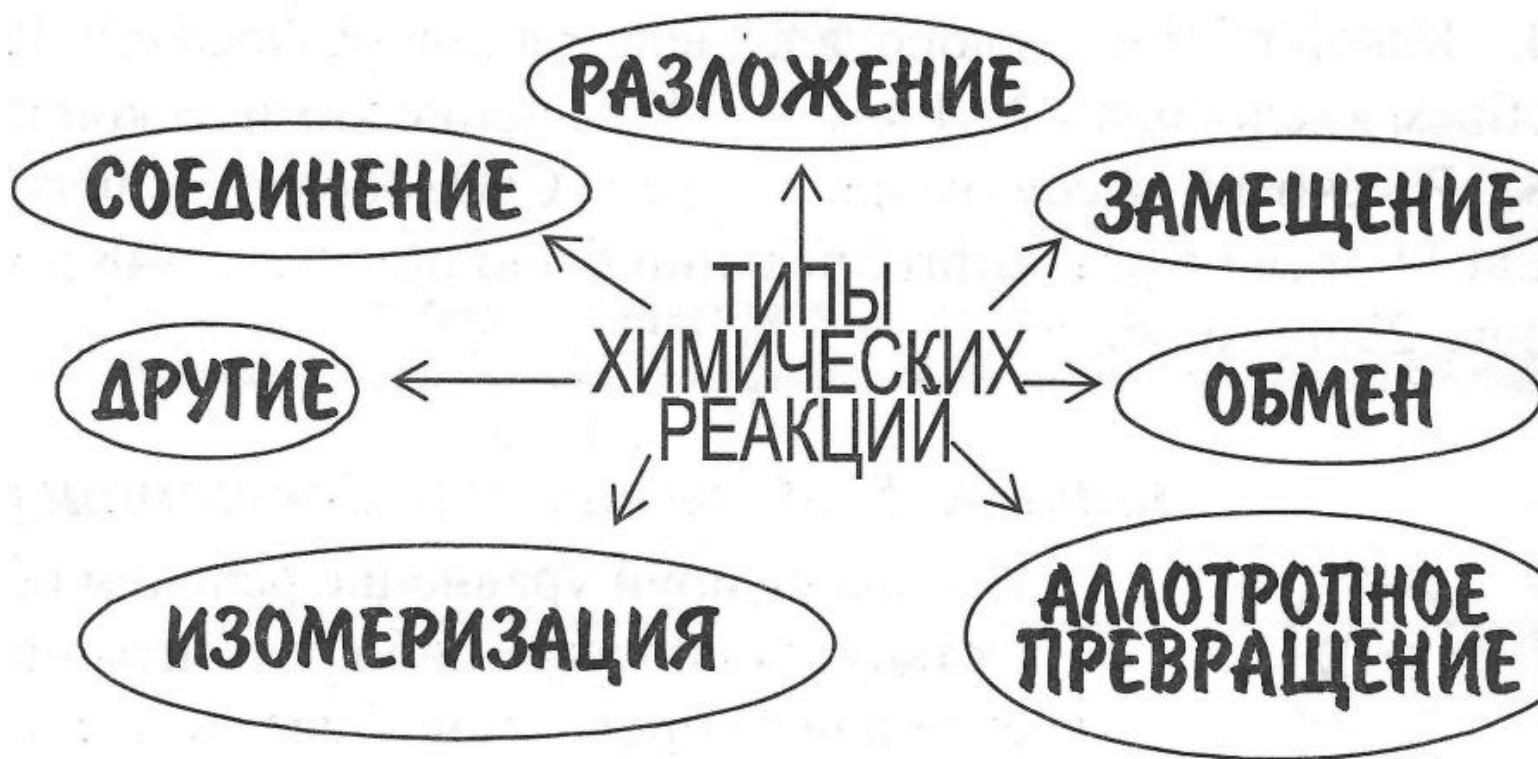 РАЗЛОЖЕНИЕ
СОЕДИНЕНИЕ
ЗАМЕЩЕНИЕ
ТИПЫ
ХИМИЧЕСКИХ
РЕАКЦИЙ
ДРУГИЕ
ОБМЕН
ИЗОМЕРИЗАЦИЯ
АЛЛОТРОПНОЕ
ПРЕВРАЩЕНИЕ